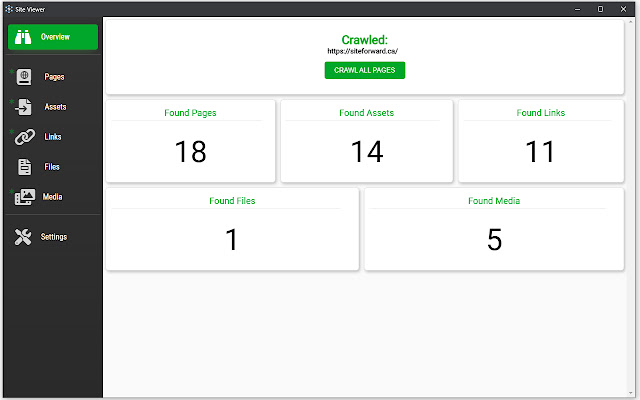 Site Viewer
Overview
Pages
Assets
Links
Files
Media
Settings
Crawled:
https://siteforward.ca/
CRAWL ALL PAGES
Found Pages
18
Found Assets
14
Found Links
11
Found Files
1
Found Media
5